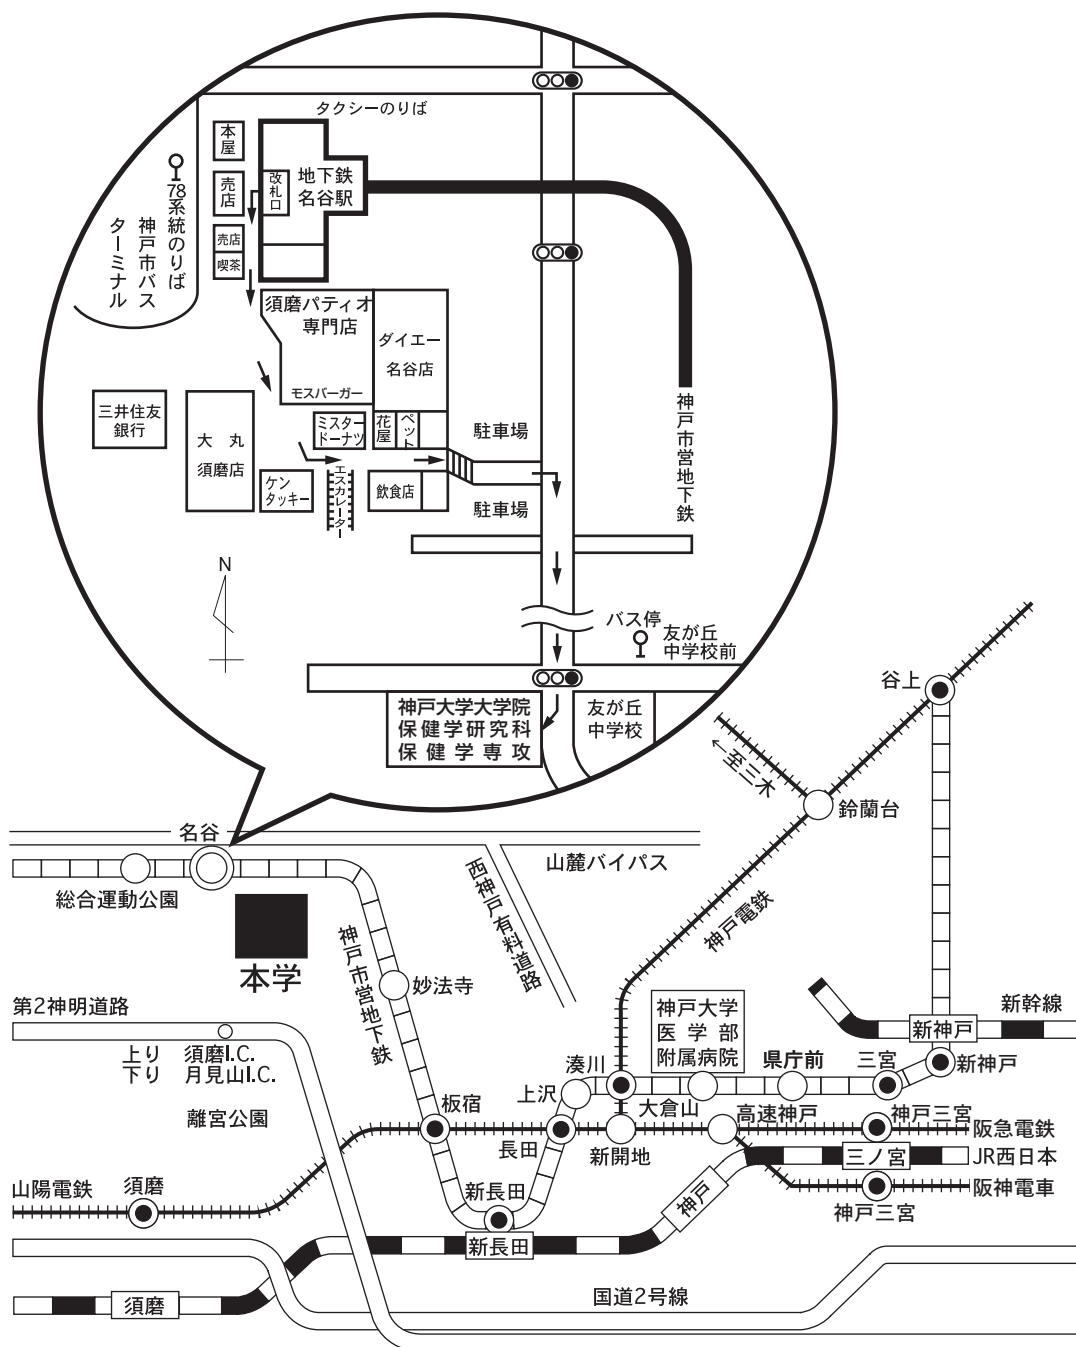 タクシーのりば
本屋
売店
売店
喫茶
改札口
地下鉄
名谷駅
78系統のりば
神戸市バス
ターミナル
須磨パティオ
専門店
モスバーガー
ダイエー
名谷店
三井住友
銀行
大丸
須磨店
ミスター
ドーナツ
花屋
ペット
ケン
タッキー
エスカレーター
飲食店
駐車場
駐車場
神戸市営地下鉄
N
バス停
友が丘
中学校前
神戸大学大学院
保健学研究科
保健学専攻
友が丘
中学校
谷上
←至三木
鈴蘭台
名谷
総合運動公園
山麓バイパス
西神戸有料道路
神戸電鉄
本学
神戸市営地下鉄
妙法寺
第2神明道路
上り 須磨I.C.
下り 月見山I.C.
離宮公園
神戸大学
医学部
附属病院
新幹線
新神戸
新神戸
湊川
県庁前
三宮
上沢
大倉山
板宿
長田
新開地
高速神戸
神戸三宮
阪急電鉄
三ノ宮
JR西日本
阪神電車
神戸三宮
山陽電鉄
須磨
新長田
新長田
神戸
須磨
国道2号線